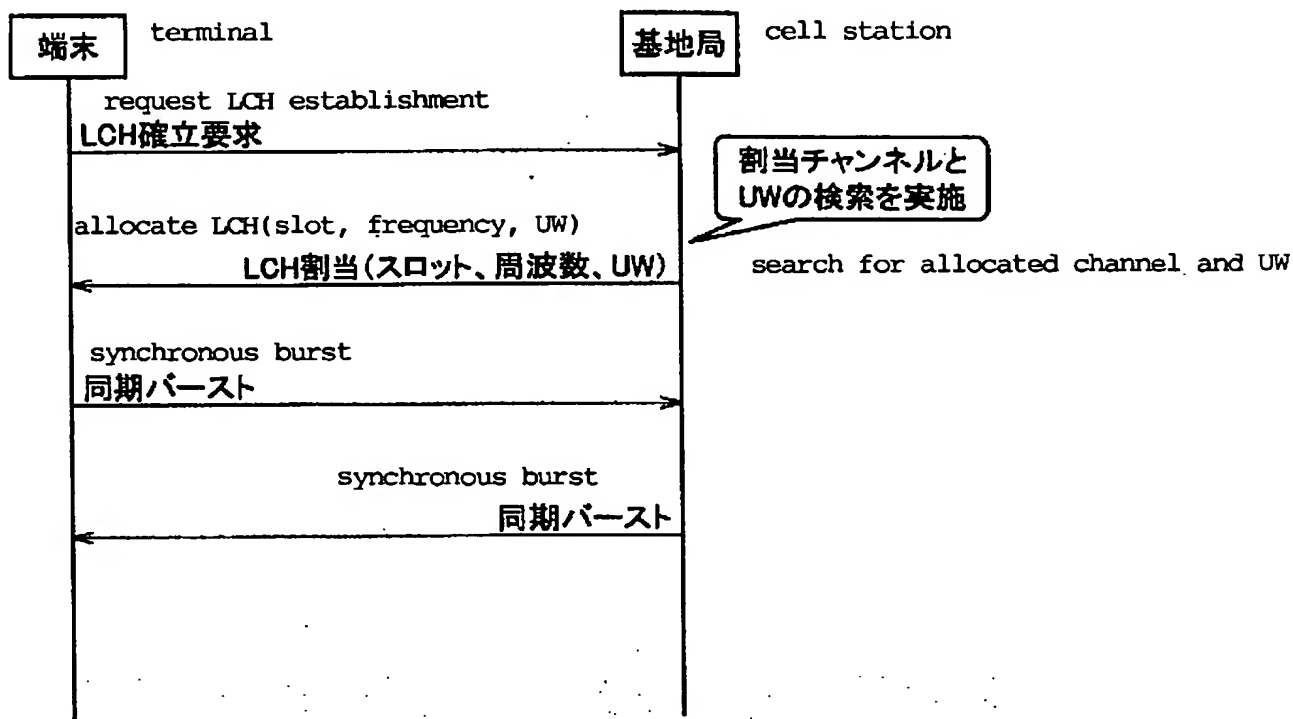 端末
terminal
基地局
cell station
request LCH establishment
LCH確立要求
割当チャンネルと
UWの検索を実施
allocate LCH(slot, frequency, UW)
LCH割当(スロット、周波数、UW)
search for allocated channel and UW
synchronous burst
同期バースト
synchronous burst
同期バースト